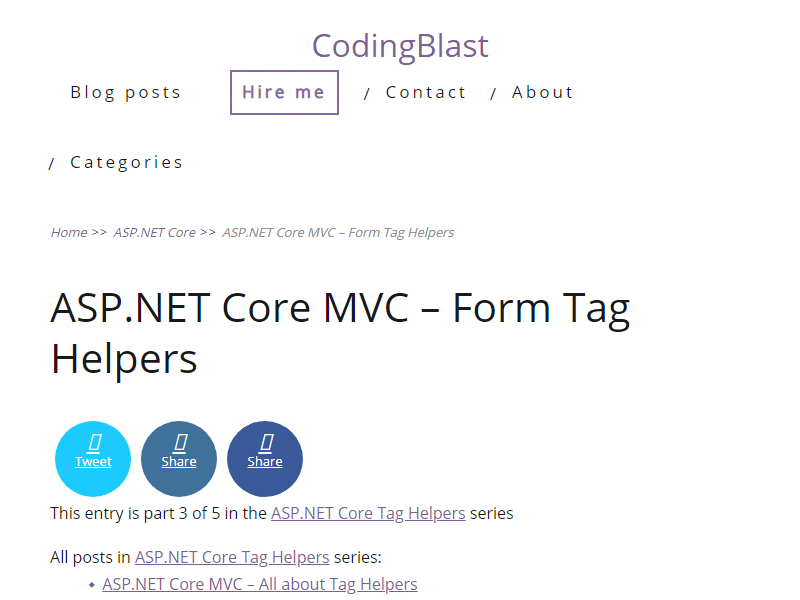 CodingBlast
Blog posts Hire me / Contact / About
/ Categories
Home >> ASP.NET Core >> ASP.NET Core MVC – Form Tag Helpers
ASP.NET Core MVC – Form Tag
Helpers
Tweet Share Share
This entry is part 3 of 5 in the ASP.NET Core Tag Helpers series
All posts in ASP.NET Core Tag Helpers series:
ASP.NET Core MVC – All about Tag Helpers